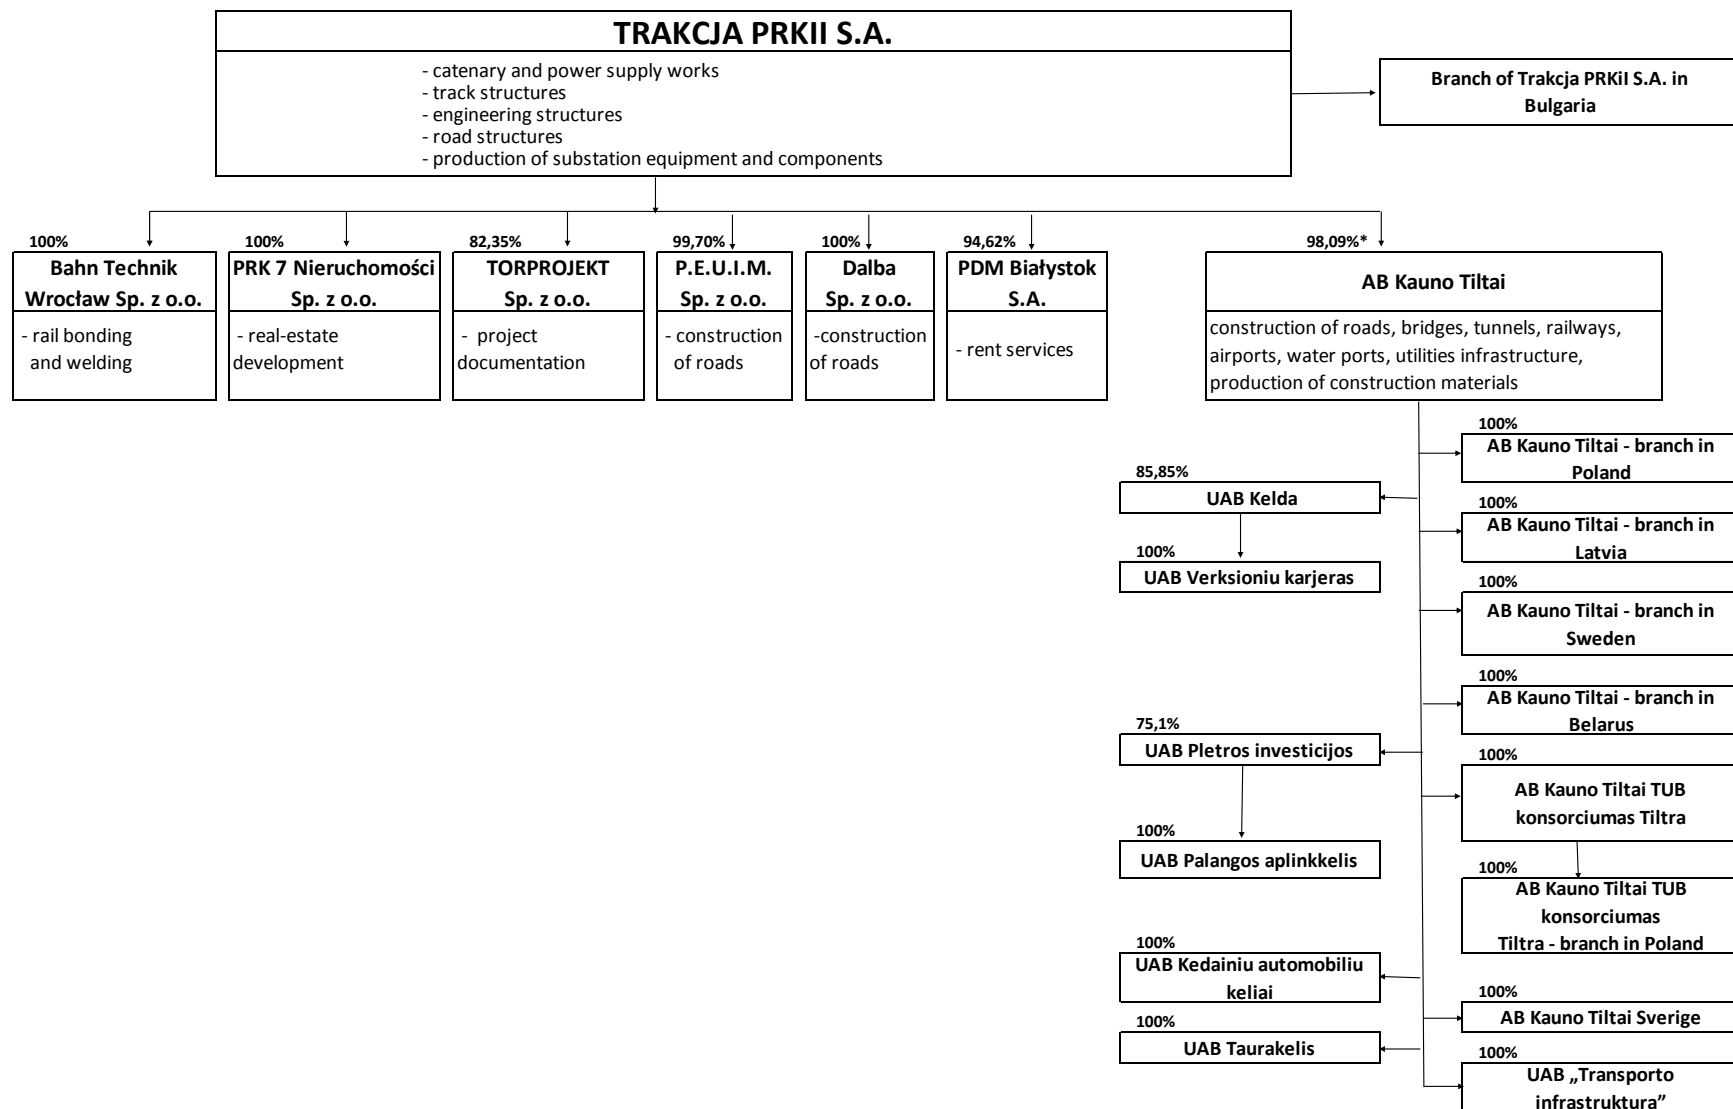 TRAKCJA PRKII S.A.
- catenary and power supply works
- track structures
- engineering structures
- road structures
- production of substation equipment and components
Branch of Trakcja PRKiI S.A. in
Bulgaria
100%
Bahn Technik
Wrocław Sp. z o.o.
- rail bonding
and welding
100%
PRK 7 Nieruchomości
Sp. z o.o.
- real-estate
development
82,35%
TORPROJEKT
Sp. z o.o.
- project
documentation
99,70%
P.E.U.I.M.
Sp. z o.o.
- construction
of roads
100%
Dalba
Sp. z o.o.
-construction
of roads
94,62%
PDM Białystok
S.A.
- rent services
98,09%*
AB Kauno Tiltai
construction of roads, bridges, tunnels, railways,
airports, water ports, utilities infrastructure,
production of construction materials
85,85%
UAB Kelda
100%
UAB Verksioniu karjeras
75,1%
UAB Pletros investicijos
100%
UAB Palangos aplinkkelis
100%
UAB Kedainiu automobiliu
keliai
100%
UAB Taurakelis
100%
AB Kauno Tiltai - branch in
Poland
100%
AB Kauno Tiltai - branch in
Latvia
100%
AB Kauno Tiltai - branch in
Sweden
100%
AB Kauno Tiltai - branch in
Belarus
100%
AB Kauno Tiltai TUB
konsorciumas Tiltra
100%
AB Kauno Tiltai TUB
konsorciumas
Tiltra - branch in Poland
100%
AB Kauno Tiltai Sverige
100%
UAB „Transporto
infrastruktura”